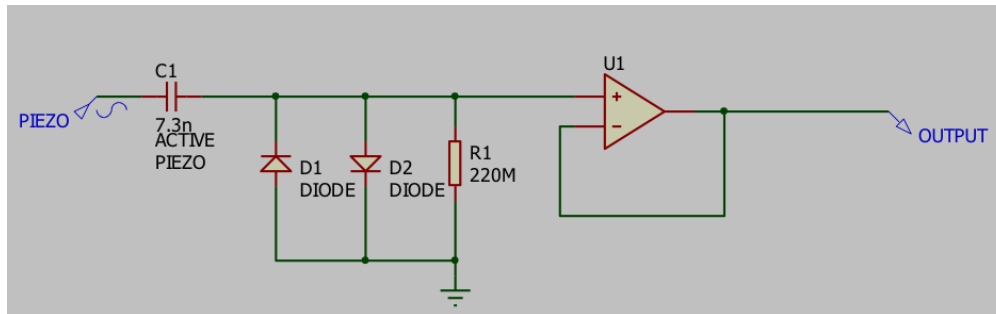 C1
PIEZO
7.3n
ACTIVE
PIEZO
D1
DIODE
D2
DIODE
R1
220M
U1
+
−
OUTPUT